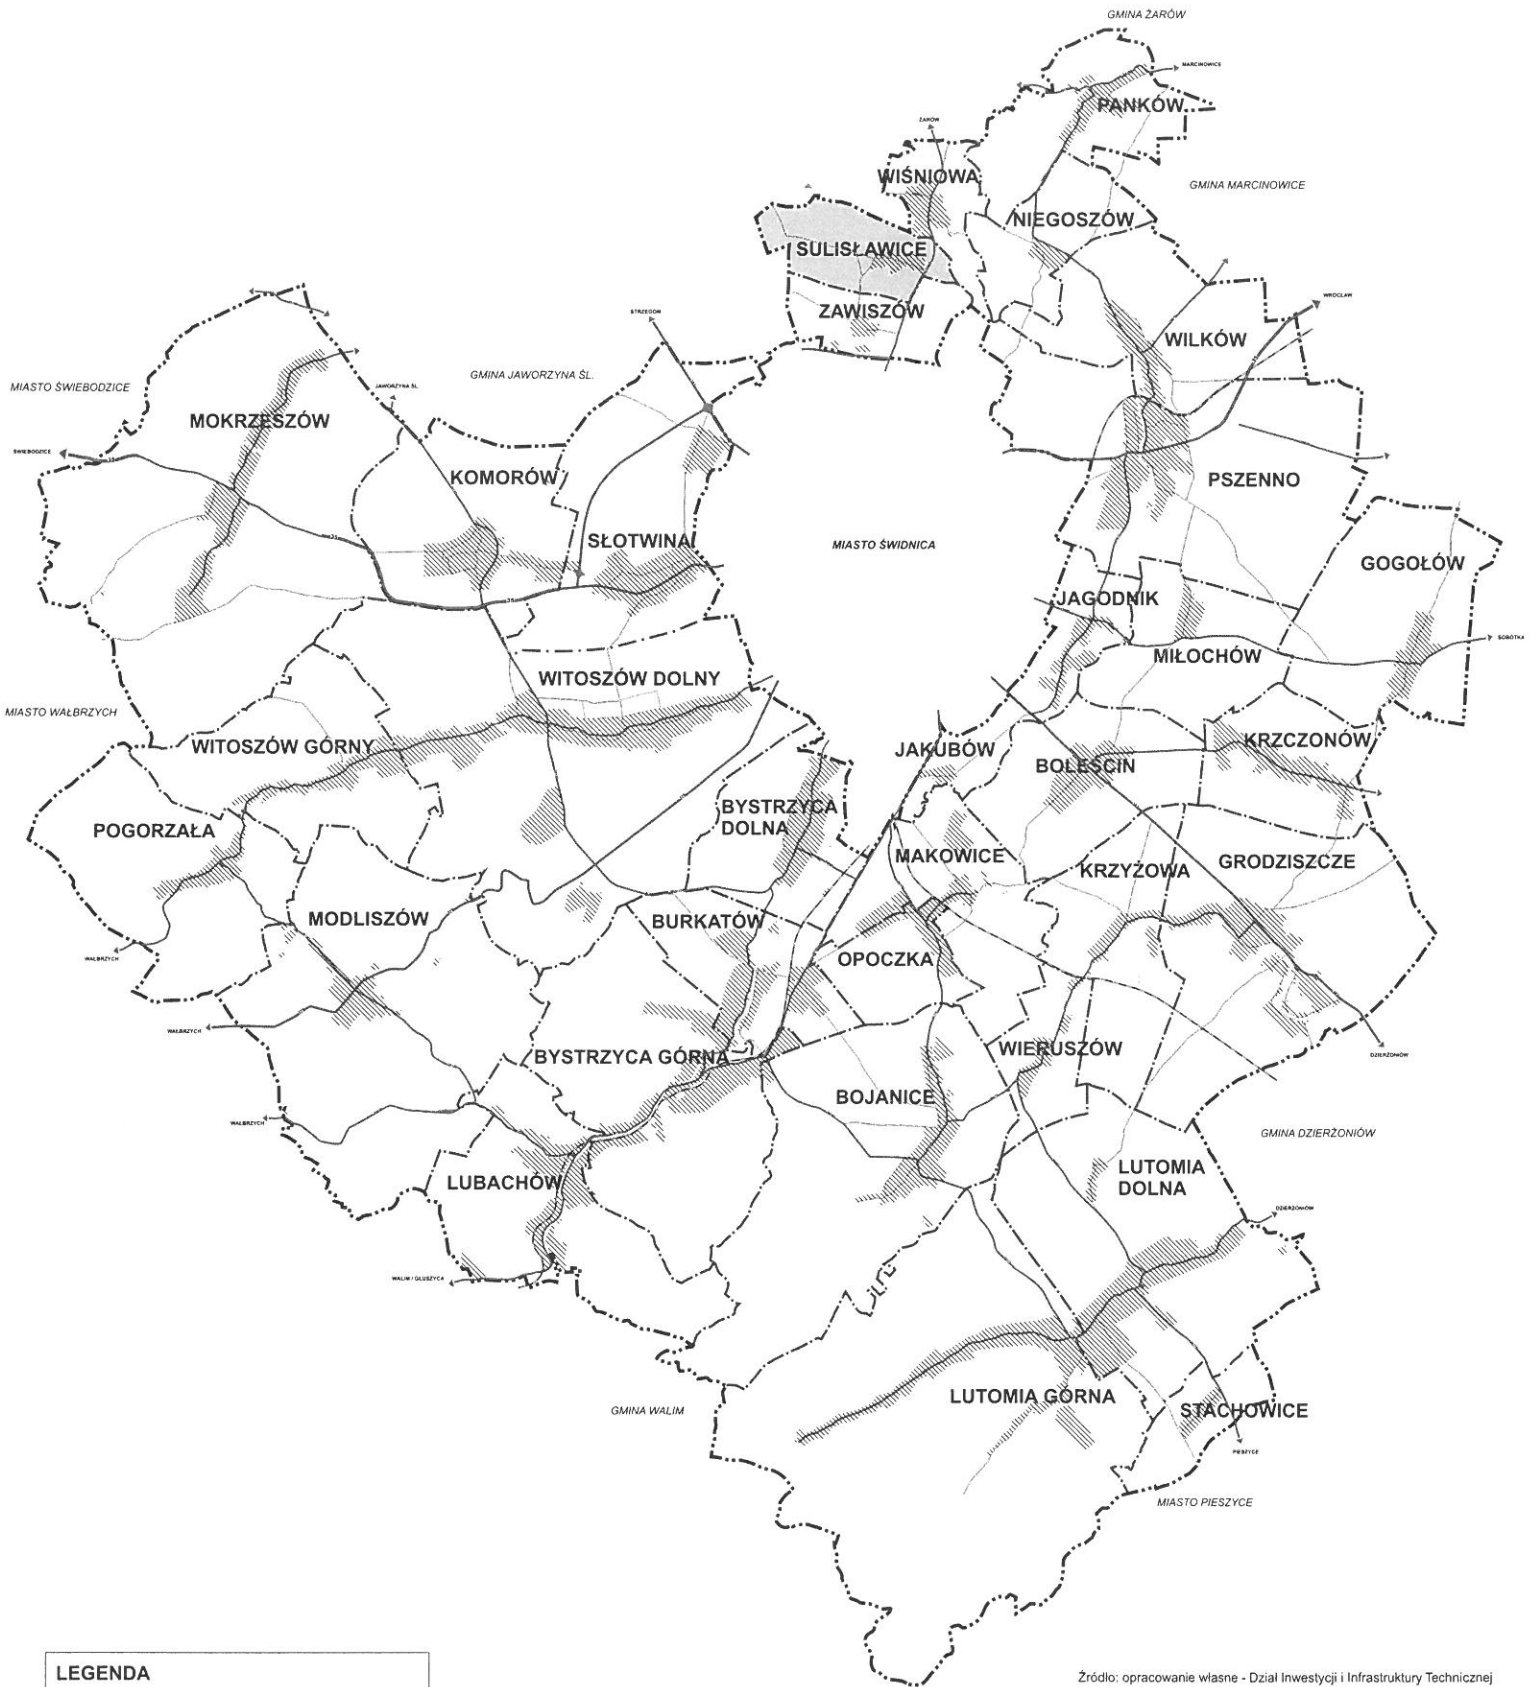 GMINA ŻARÓW
MARCINOWICE
PANKÓW
ŻARÓW
WIŚNIOWA
GMINA MARCINOWICE
NIEGOSZÓW
SULISŁAWICE
ZAWISZÓW
WROCŁAW
STRZEGOM
WILKÓW
GMINA JAWORZYNA ŚL.
MIASTO ŚWIEBODZICE
JAWORZYNA ŚL.
MOKRZESZÓW
ŚWIEBODZICE
KOMORÓW
PSZENNO
SŁOTWINA
MIASTO ŚWIDNICA
GOGOŁÓW
JAGODNIK
SOBÓTKA
MIŁOCHÓW
WITOSZÓW DOLNY
MIASTO WAŁBRZYCH
WITOSZÓW GÓRNY
JAKUBÓW
KRZCZONÓW
BOLEŚCIN
BYSTRZYCA
DOLNA
POGORZAŁA
MAKOWICE
KRZYŻOWA
GRODZISZCZE
MODLISZÓW
BURKATÓW
WAŁBRZYCH
OPOCZKA
WAŁBRZYCH
BYSTRZYCA GÓRNA
WIERUSZÓW
DZIERŻONIÓW
BOJANICE
WAŁBRZYCH
GMINA DZIERŻONIÓW
LUTOMIA
DOLNA
LUBACHÓW
DZIERŻONIÓW
WALIM / GŁUSZYCA
LUTOMIA GÓRNA
STACHOWICE
GMINA WALIM
PIESZYCE
MIASTO PIESZYCE
LEGENDA
Źródło: opracowanie własne - Dział Inwestycji i Infrastruktury Technicznej